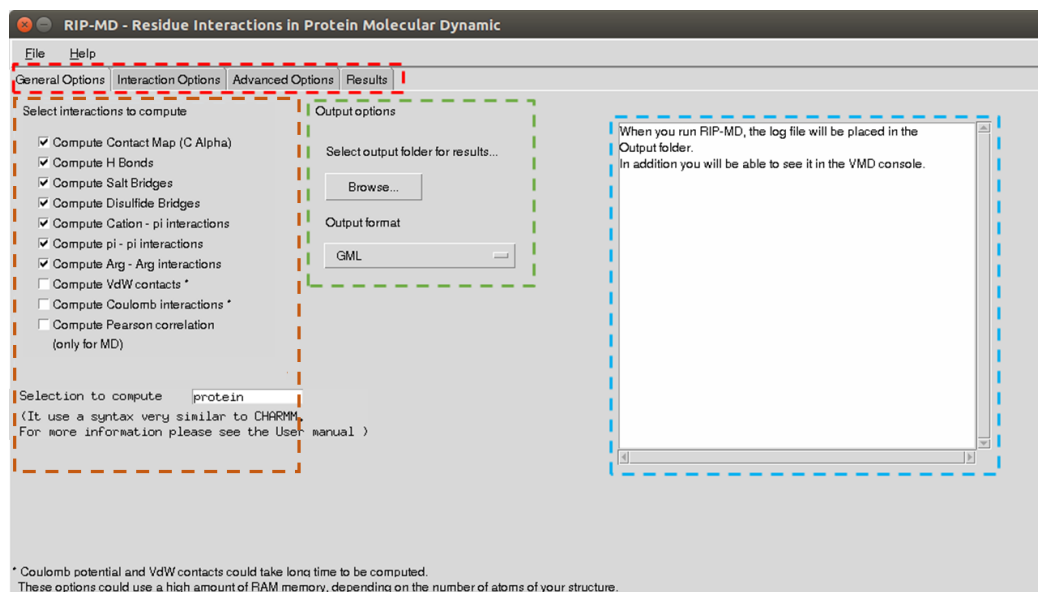 RIP-MD - Residue Interactions in Protein Molecular Dynamic
File Help
General Options Interaction Options Advanced Options Results
Select interactions to compute
Compute Contact Map (C Alpha)
Compute H Bonds
Compute Salt Bridges
Compute Disulfide Bridges
Compute Cation - pi interactions
Compute pi - pi interactions
Compute Arg - Arg interactions
Compute VdW contacts *
Compute Coulomb interactions *
Compute Pearson correlation
(only for MD)
Selection to compute protein
(It use a syntax very similar to CHARMM.
For more information please see the User manual )
Output options
Select output folder for results...
Browse...
Output format
GML
When you run RIP-MD, the log file will be placed in the
Output folder.
In addition you will be able to see it in the VMD console.
* Coulomb potential and VdW contacts could take long time to be computed.
These options could use a high amount of RAM memory, depending on the number of atoms of your structure.